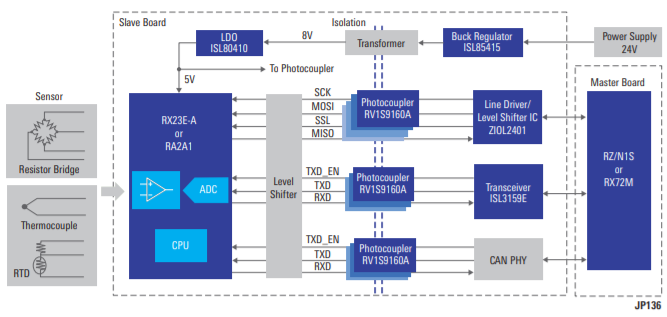 Slave Board
Isolation
LDO
ISL80410
8V
Transformer
Buck Regulator
ISL85415
Power Supply
24V
5V
To Photocoupler
Master Board
Sensor
Resistor Bridge
Thermocouple
RTD
RX23E-A
or
RA2A1
ADC
CPU
Level
Shifter
SCK
MOSI
SSL
MISO
Photocoupler
RV1S9160A
Line Driver/
Level Shifter IC
ZIOL2401
TXD_EN
TXD
RXD
Photocoupler
RV1S9160A
Transceiver
ISL3159E
TXD_EN
TXD
RXD
Photocoupler
RV1S9160A
CAN PHY
RZ/N1S
or
RX72M
JP136